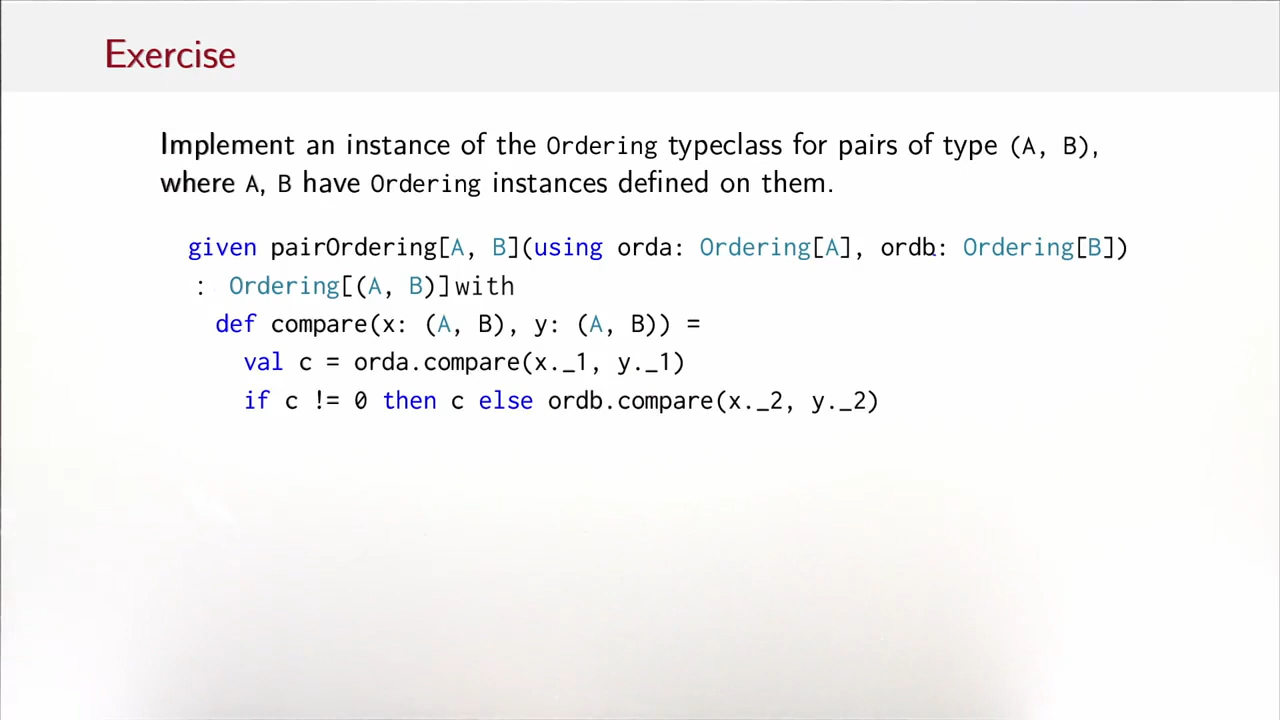 Exercise
Implement an instance of the Ordering typeclass for pairs of type (A, B),
where A, B have Ordering instances defined on them.
given pairOrdering[A, B](using orda: Ordering[A], ordb: Ordering[B])
: Ordering[(A, B)]with
def compare(x: (A, B), y: (A, B)) =
val c = orda.compare(x._1, y._1)
if c != 0 then c else ordb.compare(x._2, y._2)